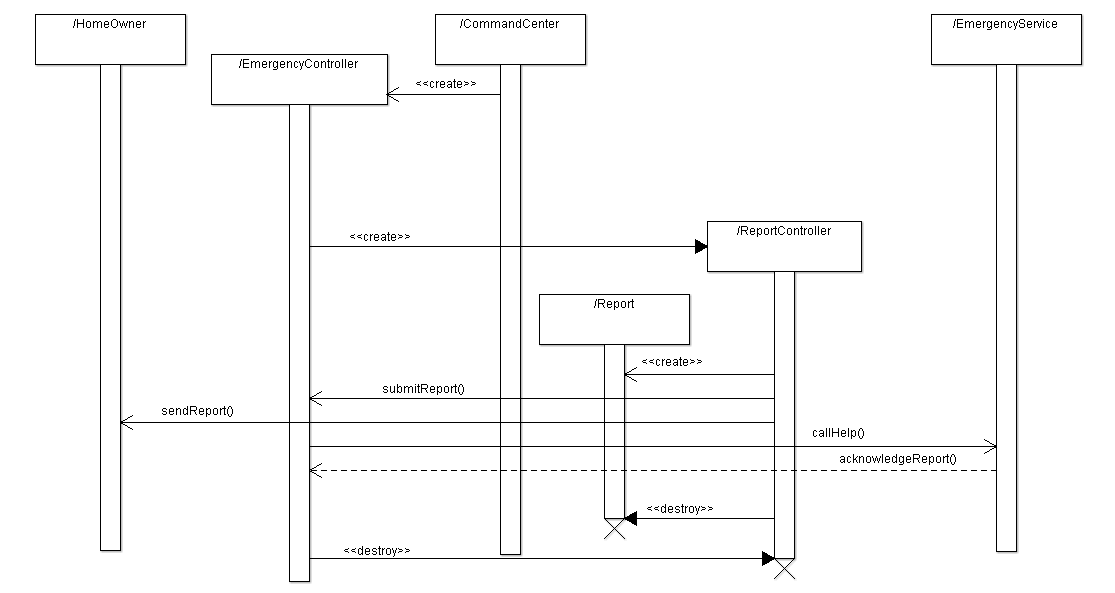 /HomeOwner
/CommandCenter
/EmergencyService
/EmergencyController
<<create>>
<<create>>
/ReportController
/Report
<<create>>
submitReport()
sendReport()
callHelp()
acknowledgeReport()
<<destroy>>
<<destroy>>